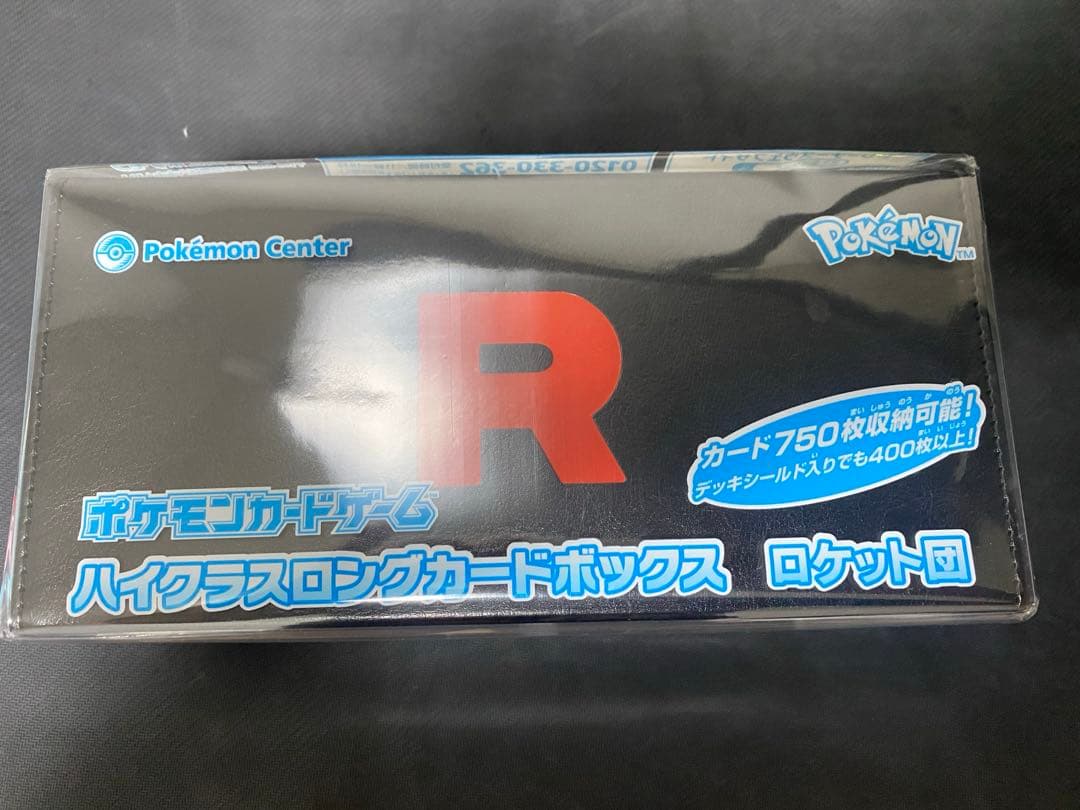 0120-330-267
Pokémon Center
POKéMON™
R
カード750枚収納可能!
デッキシールド入りでも400枚以上!
ポケモンカードゲーム
ハイクラスロングカードボックス ロケット団